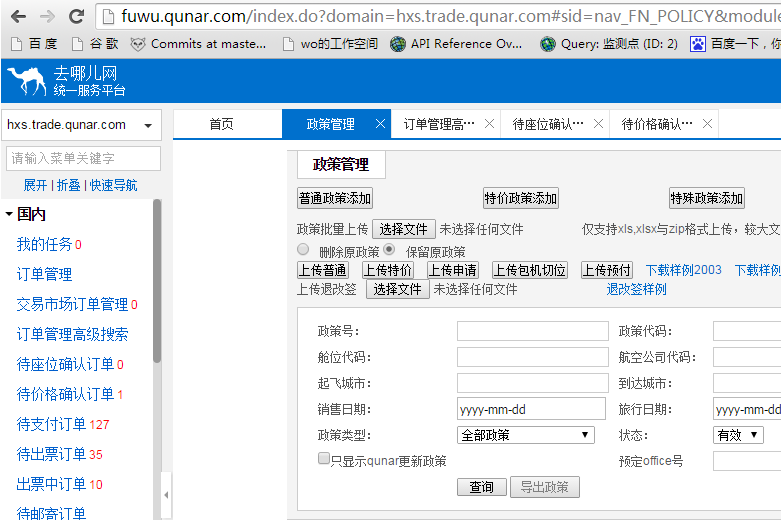 fuwu.qunar.com/index.do?domain=hxs.trade.qunar.com#sid=nav_FN_POLICY&module
百度 谷歌 Commits at maste... wo的工作空间 API Reference Ov... Query: 监测点 (ID: 2) 百度一下，你
去哪儿网
统一服务平台
hxs.trade.qunar.com
首页 政策管理 订单管理高… 待座位确认… 待价格确认…
请输入菜单关键字
展开 | 折叠 | 快速导航
国内
我的任务 0
订单管理
交易市场订单管理 0
订单管理高级搜索
待座位确认订单 0
待价格确认订单 1
待支付订单 127
待出票订单 35
出票中订单 10
待邮寄订单
政策管理
普通政策添加 特价政策添加 特殊政策添加
政策批量上传 选择文件 未选择任何文件 仅支持xls,xlsx与zip格式上传，较大文
删除原政策 保留原政策
上传普通 上传特价 上传申请 上传包机切位 上传预付 下载样例2003 下载样例
上传退改签 选择文件 未选择任何文件 退改签样例
政策号： 政策代码：
舱位代码： 航空公司代码：
起飞城市： 到达城市：
销售日期： yyyy-mm-dd 旅行日期： yyyy-mm-dd
政策类型： 全部政策 状态： 有效
只显示qunar更新政策 预定office号
查询 导出政策